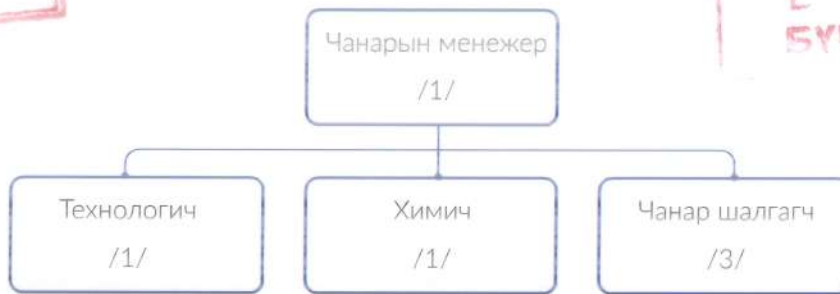 Чанарын менежер
/1/
Технологич
/1/
Химич
/1/
Чанар шалгагч
/3/